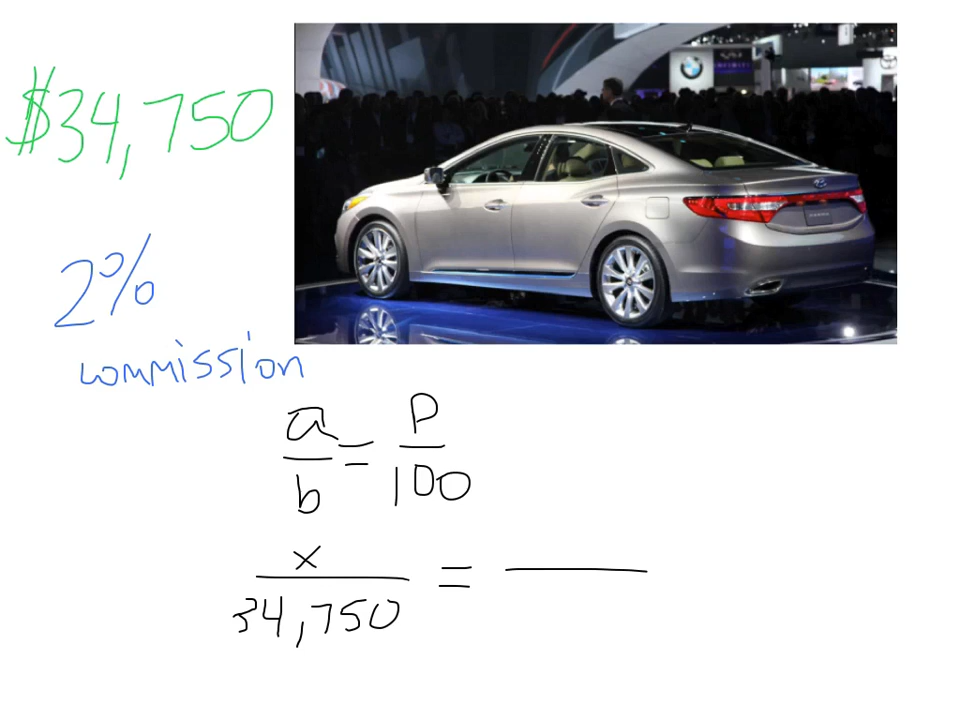 $34,750
2%
commission
a/b = P/100
x/34,750 =